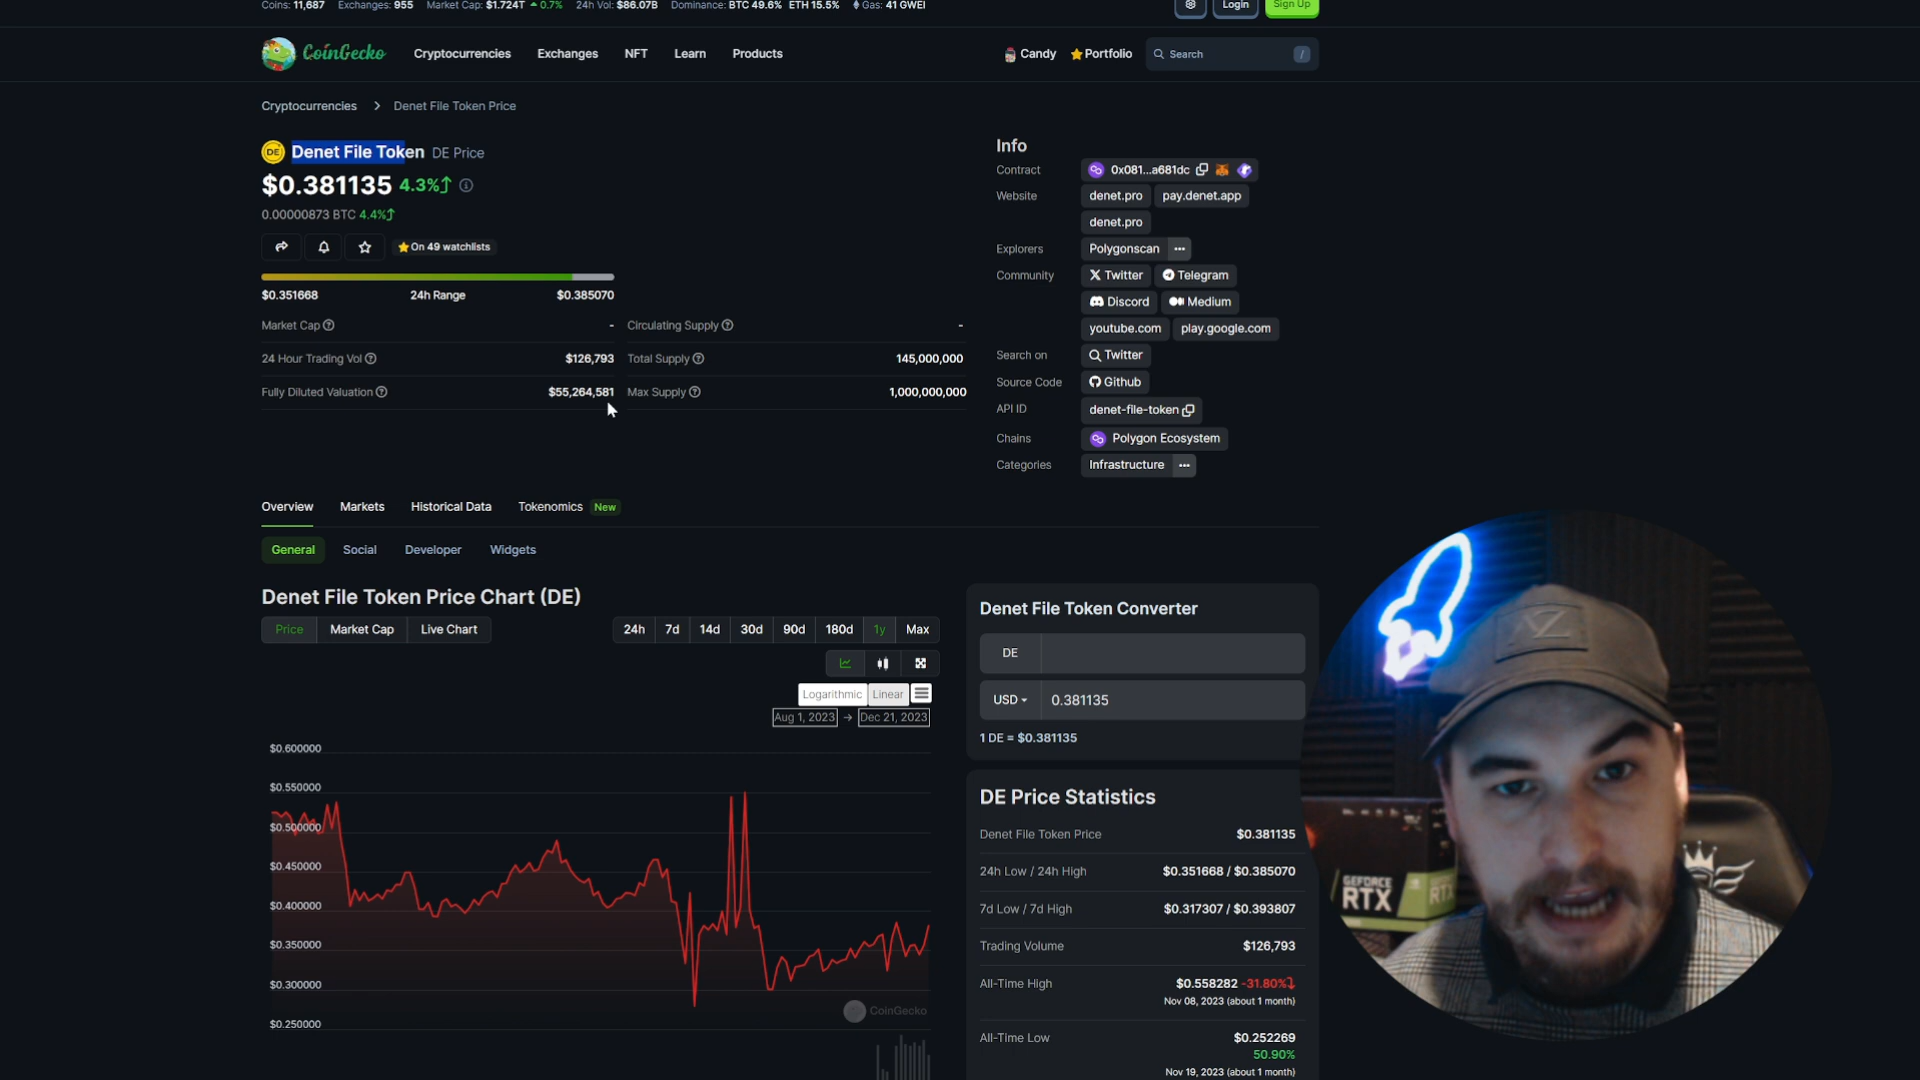 Coins: 11,687 Exchanges: 955 Market Cap: $1.724T 0.7% 24h Vol: $86.07B Dominance: BTC 49.6% ETH 15.5% Gas: 41 GWEI
Login Sign Up
CoinGecko Cryptocurrencies Exchanges NFT Learn Products Candy Portfolio Search /
Cryptocurrencies > Denet File Token Price
DE Denet File Token DE Price
$0.381135 4.3%
0.00000873 BTC 4.4%
On 49 watchlists
$0.351668 24h Range $0.385070
Market Cap - Circulating Supply -
24 Hour Trading Vol $126,793 Total Supply 145,000,000
Fully Diluted Valuation $55,264,581 Max Supply 1,000,000,000
Info
Contract 0x081...a681dc
Website denet.pro pay.denet.app
denet.pro
Explorers Polygonscan ...
Community Twitter Telegram
Discord Medium
youtube.com play.google.com
Search on Twitter
Source Code Github
API ID denet-file-token
Chains Polygon Ecosystem
Categories Infrastructure ...
Overview Markets Historical Data Tokenomics New
General Social Developer Widgets
Denet File Token Price Chart (DE)
Price Market Cap Live Chart 24h 7d 14d 30d 90d 180d 1y Max
Logarithmic Linear
Aug 1, 2023 → Dec 21, 2023
$0.600000
$0.550000
$0.500000
$0.450000
$0.400000
$0.350000
$0.300000
$0.250000
CoinGecko
Denet File Token Converter
DE
USD 0.381135
1 DE = $0.381135
DE Price Statistics
Denet File Token Price $0.381135
24h Low / 24h High $0.351668 / $0.385070
7d Low / 7d High $0.317307 / $0.393807
Trading Volume $126,793
All-Time High $0.558282 -31.80%
Nov 08, 2023 (about 1 month)
All-Time Low $0.252269
50.90%
Nov 19, 2023 (about 1 month)
GEFORCE
RTX
RTX